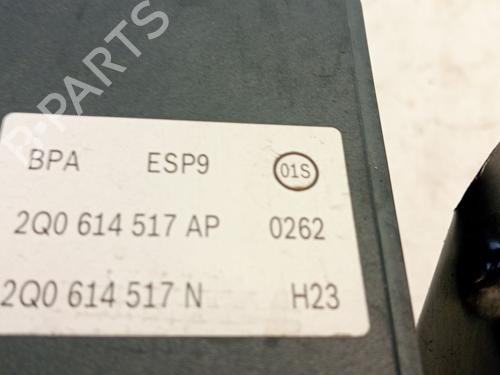 R-PARTS
BPA ESP9 01S
2Q0 614 517 AP 0262
2Q0 614 517 N H23